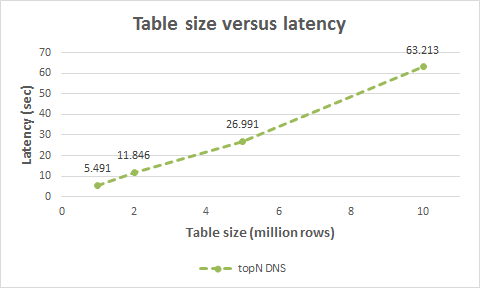 Table size versus latency
70
60
50
40
30
20
10
0
Latency (sec)
5.491
11.846
26.991
63.213
0 2 4 6 8 10
Table size (million rows)
topN DNS